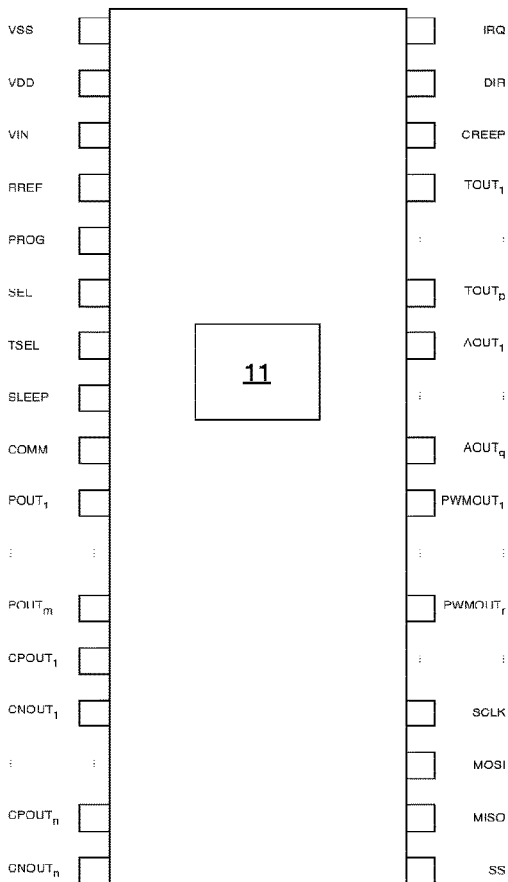 VSS
VDD
VIN
RREF
PROG
SEL
TSEL
SLEEP
COMM
POUT₁
⋮ ⋮
POUTₘ
CPOUT₁
CNOUT₁
⋮ ⋮
CPOUTₙ
CNOUTₙ
11
IRQ
DIR
CREEP
TOUT₁
⋮ ⋮
TOUTₚ
AOUT₁
⋮ ⋮
AOUT_q
PWMOUT₁
⋮ ⋮
PWMOUTᵣ
⋮ ⋮
SCLK
MOSI
MISO
SS